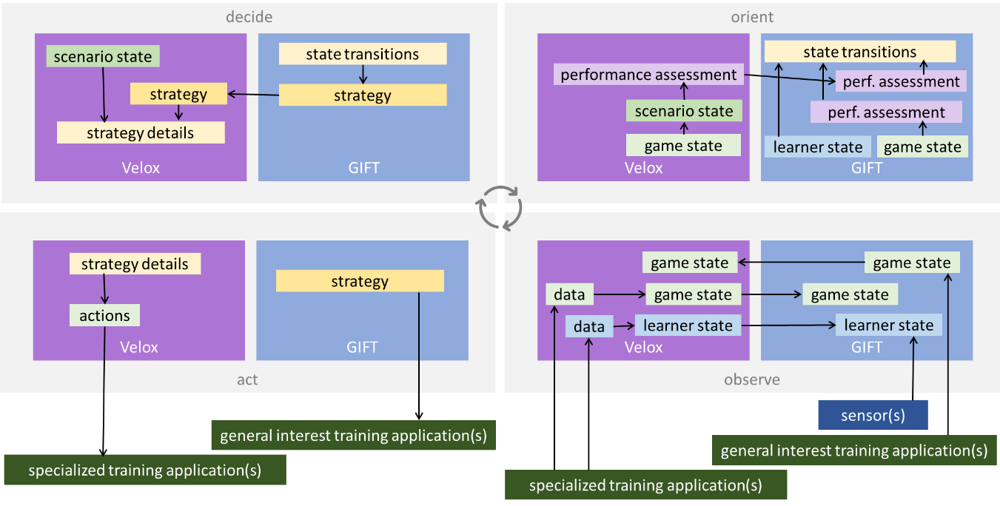 decide
scenario state
strategy
strategy details
Velox
state transitions
strategy
GIFT
orient
performance assessment
scenario state
game state
Velox
state transitions
perf. assessment
perf. assessment
learner state
game state
GIFT
strategy details
actions
Velox
strategy
GIFT
act
game state
data
game state
data
learner state
Velox
game state
game state
learner state
GIFT
observe
general interest training application(s)
specialized training application(s)
sensor(s)
general interest training application(s)
specialized training application(s)